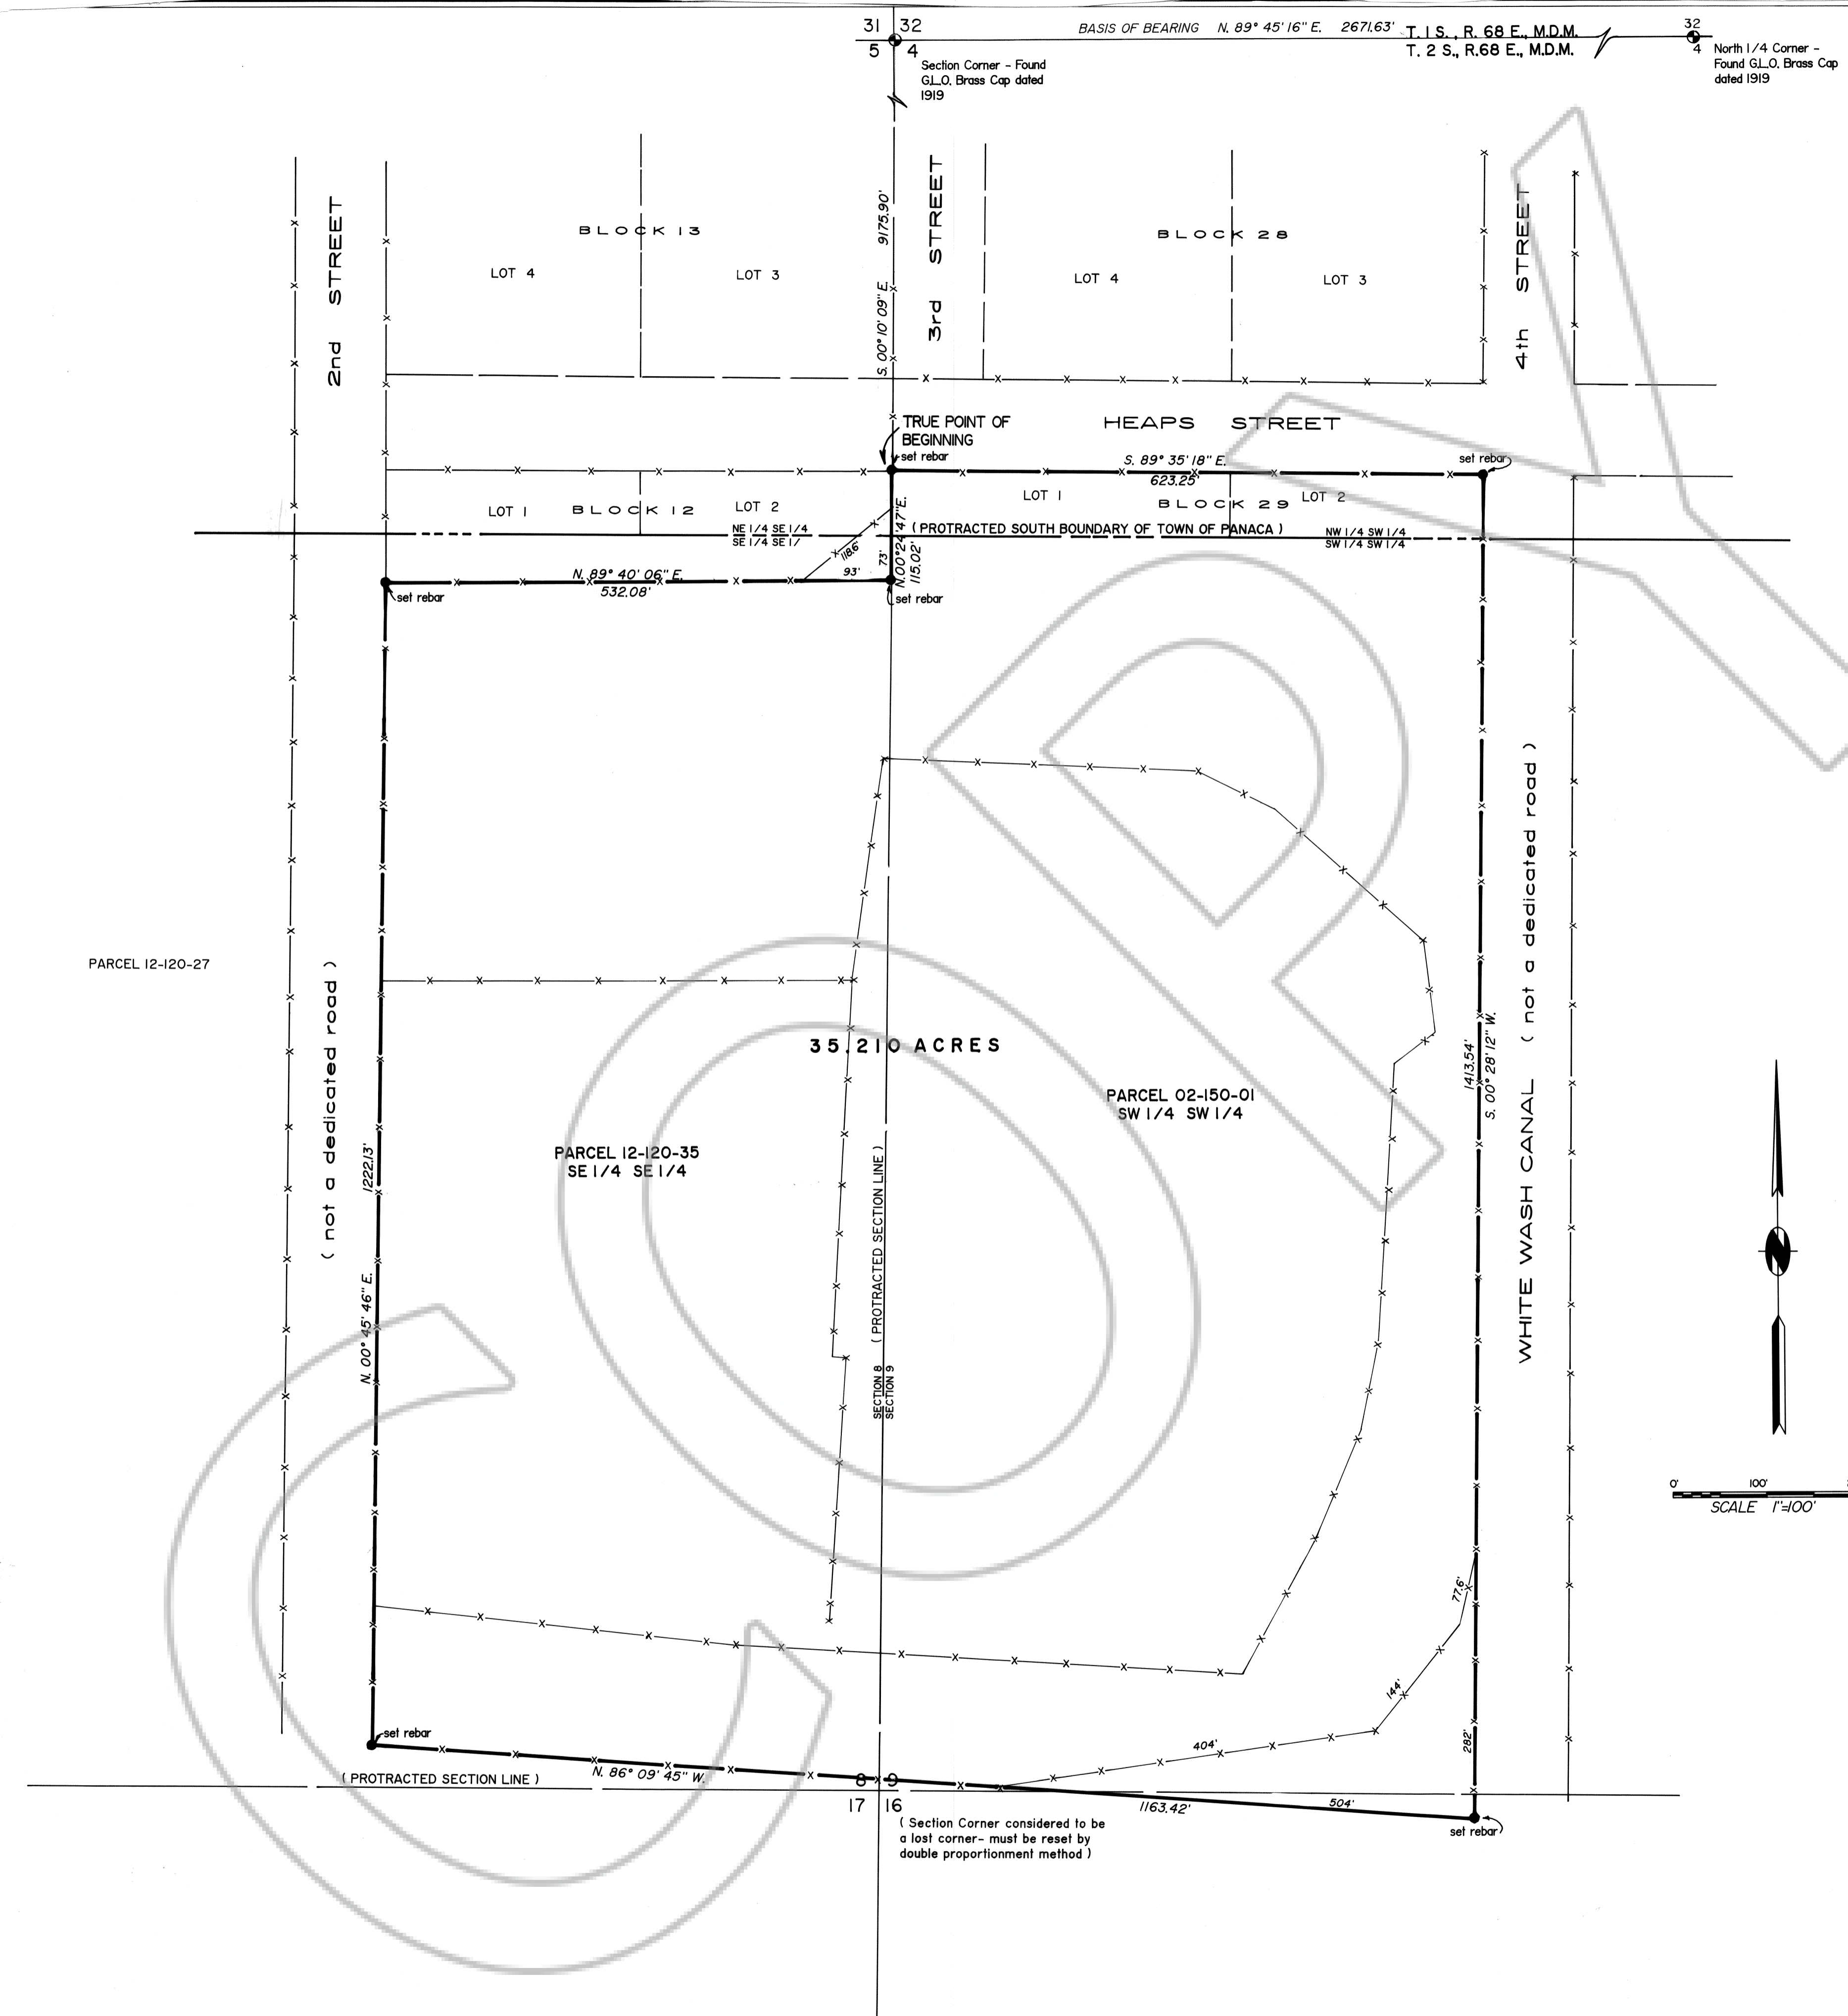 31 32
5 4
BASIS OF BEARING N. 89° 45' 16" E. 2671.63'
T. 1 S., R. 68 E., M.D.M.
T. 2 S., R.68 E., M.D.M.
32
4
Section Corner - Found
G.L.O. Brass Cap dated
1919
North 1/4 Corner -
Found G.L.O. Brass Cap
dated 1919
2nd STREET
BLOCK 13
LOT 4
LOT 3
S. 00° 10' 09" E. 9175.90'
3rd STREET
BLOCK 28
LOT 4
LOT 3
4th STREET
TRUE POINT OF
BEGINNING
HEAPS STREET
set rebar
S. 89° 35' 18" E.
623.25'
set rebar
LOT 1
BLOCK 12
LOT 2
LOT 1
BLOCK 29
LOT 2
NE 1/4 SE 1/4
SE 1/4 SE 1/
( PROTRACTED SOUTH BOUNDARY OF TOWN OF PANACA )
NW 1/4 SW 1/4
SW 1/4 SW 1/4
118.6'
93'
73'
N.00° 24' 47" E.
115.02'
N. 89° 40' 06" E.
532.08'
set rebar
set rebar
PARCEL 12-120-27
( not a dedicated road )
1222.13'
N. 00° 45' 46" E.
35.210 ACRES
PARCEL 12-120-35
SE 1/4 SE 1/4
PARCEL 02-150-01
SW 1/4 SW 1/4
( PROTRACTED SECTION LINE )
SECTION 8
SECTION 9
1413.54'
S. 00° 28' 12" W.
WHITE WASH CANAL ( not a dedicated road )
N
0' 100'
SCALE 1"=100'
77.6'
144'
404'
282'
set rebar
( PROTRACTED SECTION LINE )
N. 86° 09' 45" W.
8 9
17 16
1163.42'
504'
set rebar
( Section Corner considered to be
a lost corner- must be reset by
double proportionment method )
COPY